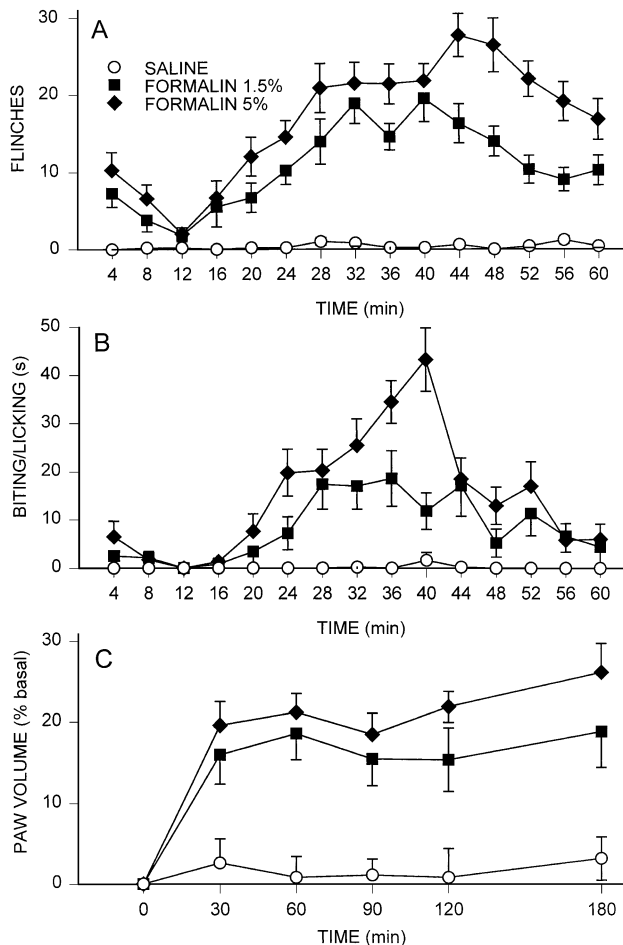 A
SALINE
FORMALIN 1.5%
FORMALIN 5%
FLINCHES
30
20
10
0
4 8 12 16 20 24 28 32 36 40 44 48 52 56 60
TIME (min)
B
BITING/LICKING (s)
50
40
30
20
10
0
4 8 12 16 20 24 28 32 36 40 44 48 52 56 60
TIME (min)
C
PAW VOLUME (% basal)
30
20
10
0
0 30 60 90 120 180
TIME (min)